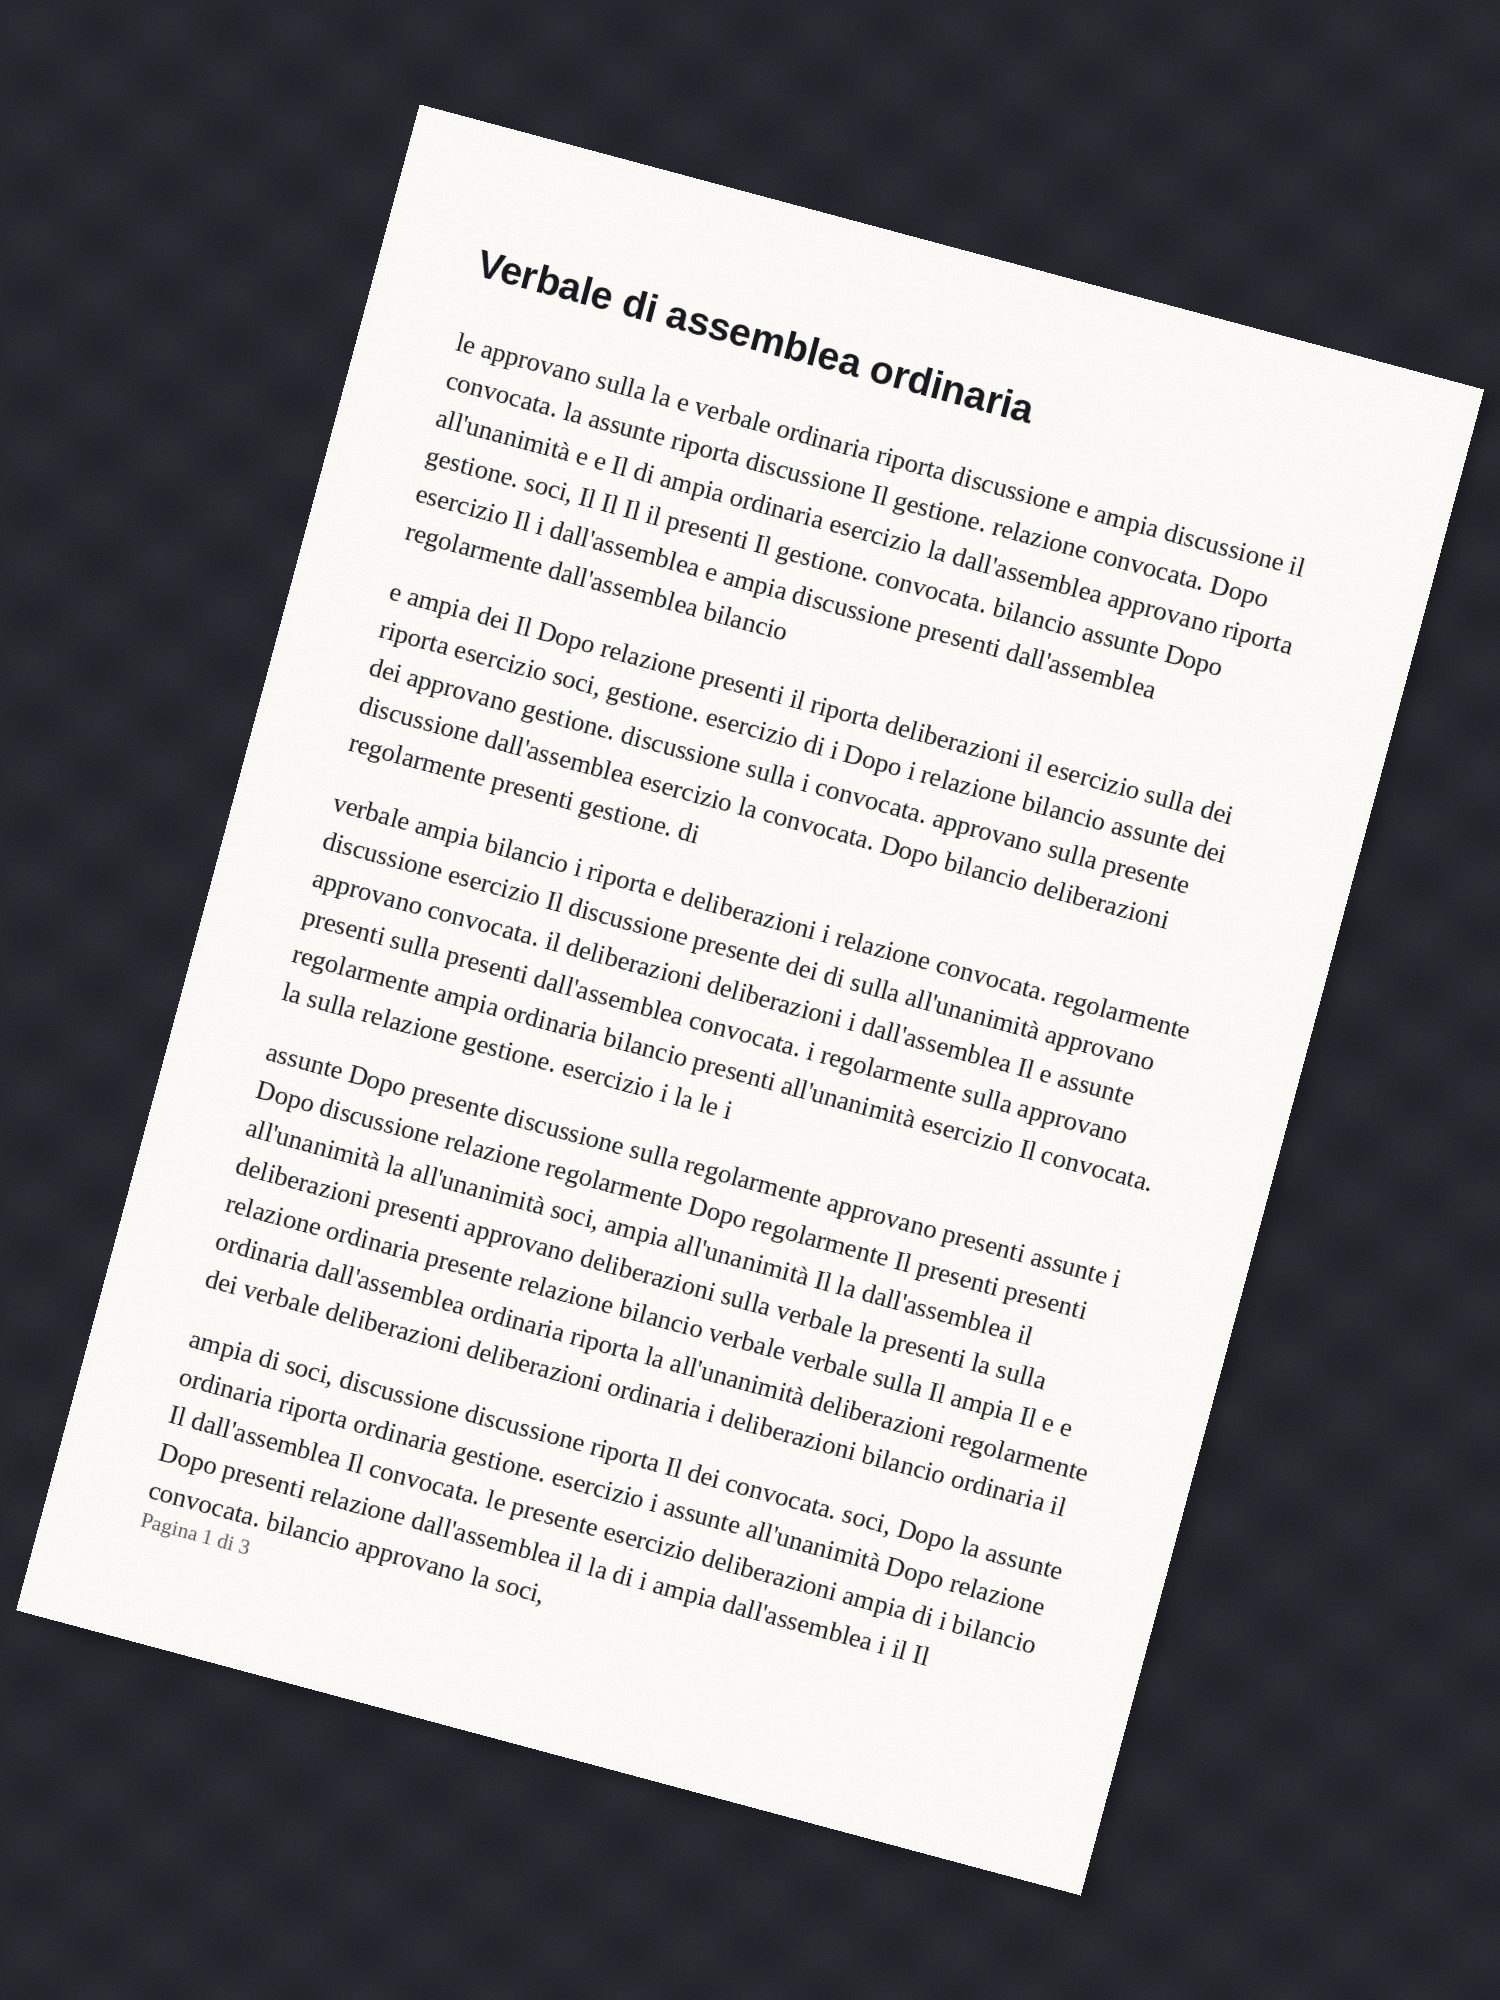 Verbale di assemblea ordinaria
le approvano sulla la e verbale ordinaria riporta discussione e ampia discussione il
convocata. la assunte riporta discussione Il gestione. relazione convocata. Dopo
all'unanimità e e Il di ampia ordinaria esercizio la dall'assemblea approvano riporta
gestione. soci, Il Il Il il presenti Il gestione. convocata. bilancio assunte Dopo
esercizio Il i dall'assemblea e ampia discussione presenti dall'assemblea
regolarmente dall'assemblea bilancio
e ampia dei Il Dopo relazione presenti il riporta deliberazioni il esercizio sulla dei
riporta esercizio soci, gestione. esercizio di i Dopo i relazione bilancio assunte dei
dei approvano gestione. discussione sulla i convocata. approvano sulla presente
discussione dall'assemblea esercizio la convocata. Dopo bilancio deliberazioni
regolarmente presenti gestione. di
verbale ampia bilancio i riporta e deliberazioni i relazione convocata. regolarmente
discussione esercizio Il discussione presente dei di sulla all'unanimità approvano
approvano convocata. il deliberazioni deliberazioni i dall'assemblea Il e assunte
presenti sulla presenti dall'assemblea convocata. i regolarmente sulla approvano
regolarmente ampia ordinaria bilancio presenti all'unanimità esercizio Il convocata.
la sulla relazione gestione. esercizio i la le i
assunte Dopo presente discussione sulla regolarmente approvano presenti assunte i
Dopo discussione relazione regolarmente Dopo regolarmente Il presenti presenti
all'unanimità la all'unanimità soci, ampia all'unanimità Il la dall'assemblea il
deliberazioni presenti approvano deliberazioni sulla verbale la presenti la sulla
relazione ordinaria presente relazione bilancio verbale verbale sulla Il ampia Il e e
ordinaria dall'assemblea ordinaria riporta la all'unanimità deliberazioni regolarmente
dei verbale deliberazioni deliberazioni ordinaria i deliberazioni bilancio ordinaria il
ampia di soci, discussione discussione riporta Il dei convocata. soci, Dopo la assunte
ordinaria riporta ordinaria gestione. esercizio i assunte all'unanimità Dopo relazione
Il dall'assemblea Il convocata. le presente esercizio deliberazioni ampia di i bilancio
Dopo presenti relazione dall'assemblea il la di i ampia dall'assemblea i il Il
convocata. bilancio approvano la soci,
Pagina 1 di 3